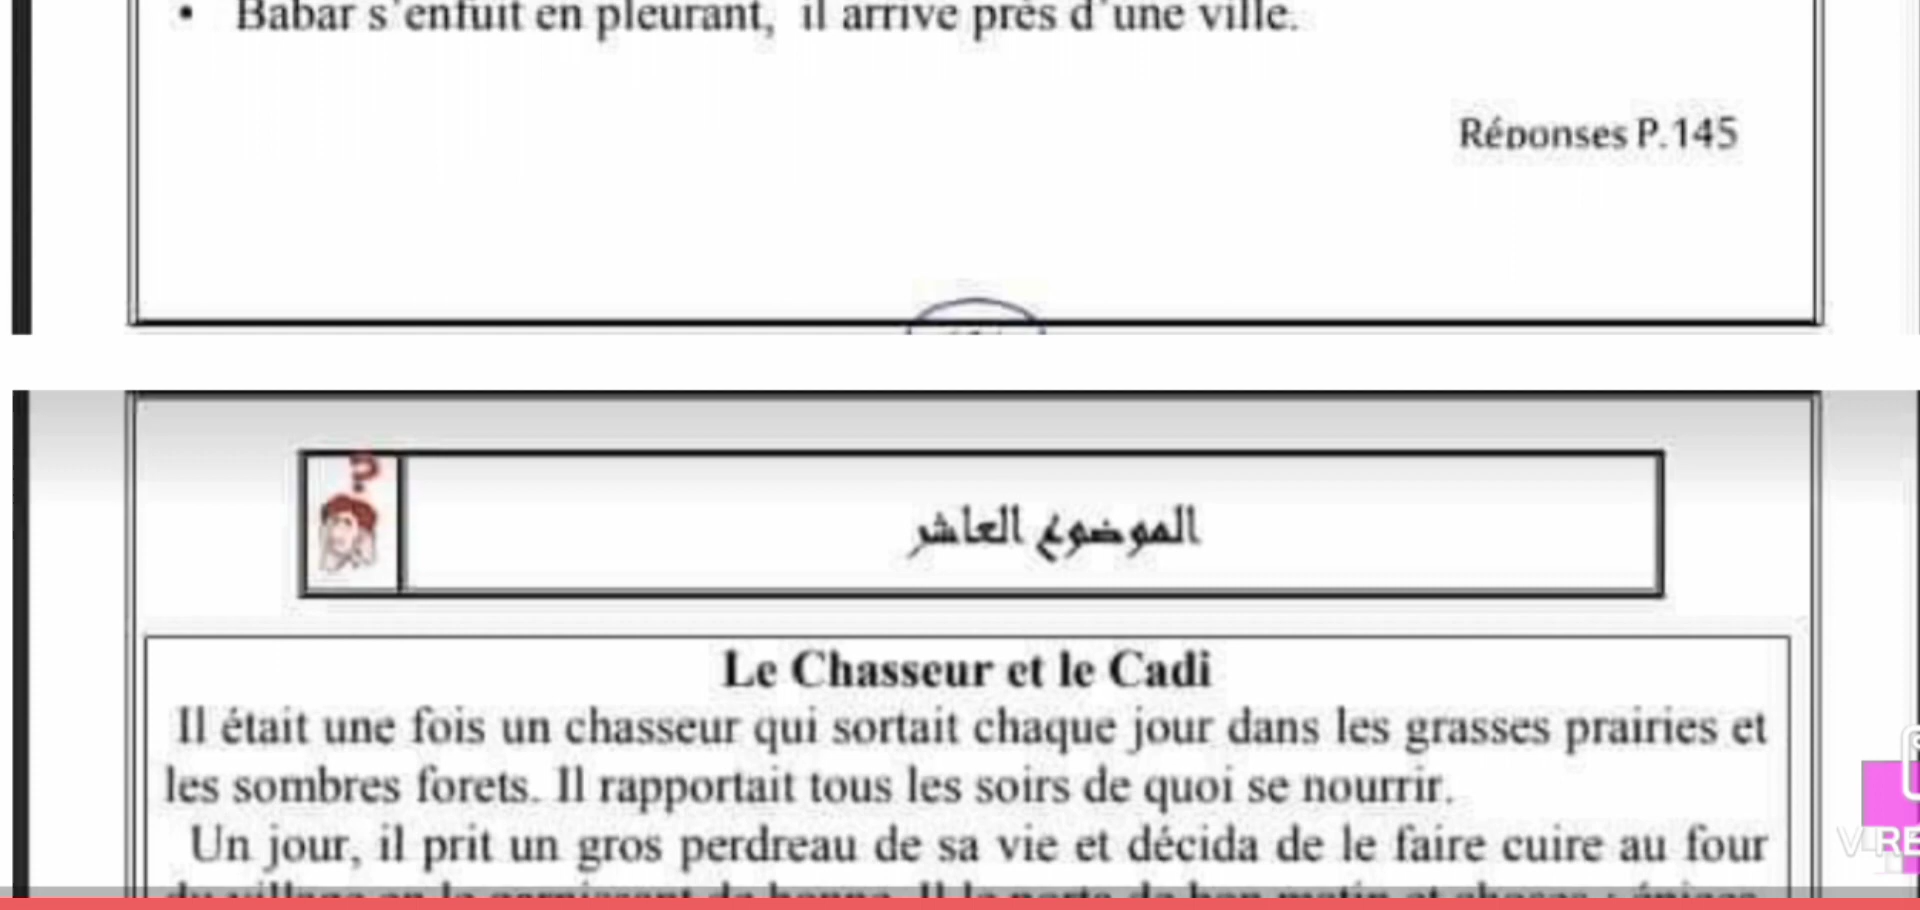 • Babar s'enfuit en pleurant, il arrive près d'une ville.
Réponses P.145
الموضوع العاشر
Le Chasseur et le Cadi
Il était une fois un chasseur qui sortait chaque jour dans les grasses prairies et
les sombres forets. Il rapportait tous les soirs de quoi se nourrir.
Un jour, il prit un gros perdreau de sa vie et décida de le faire cuire au four